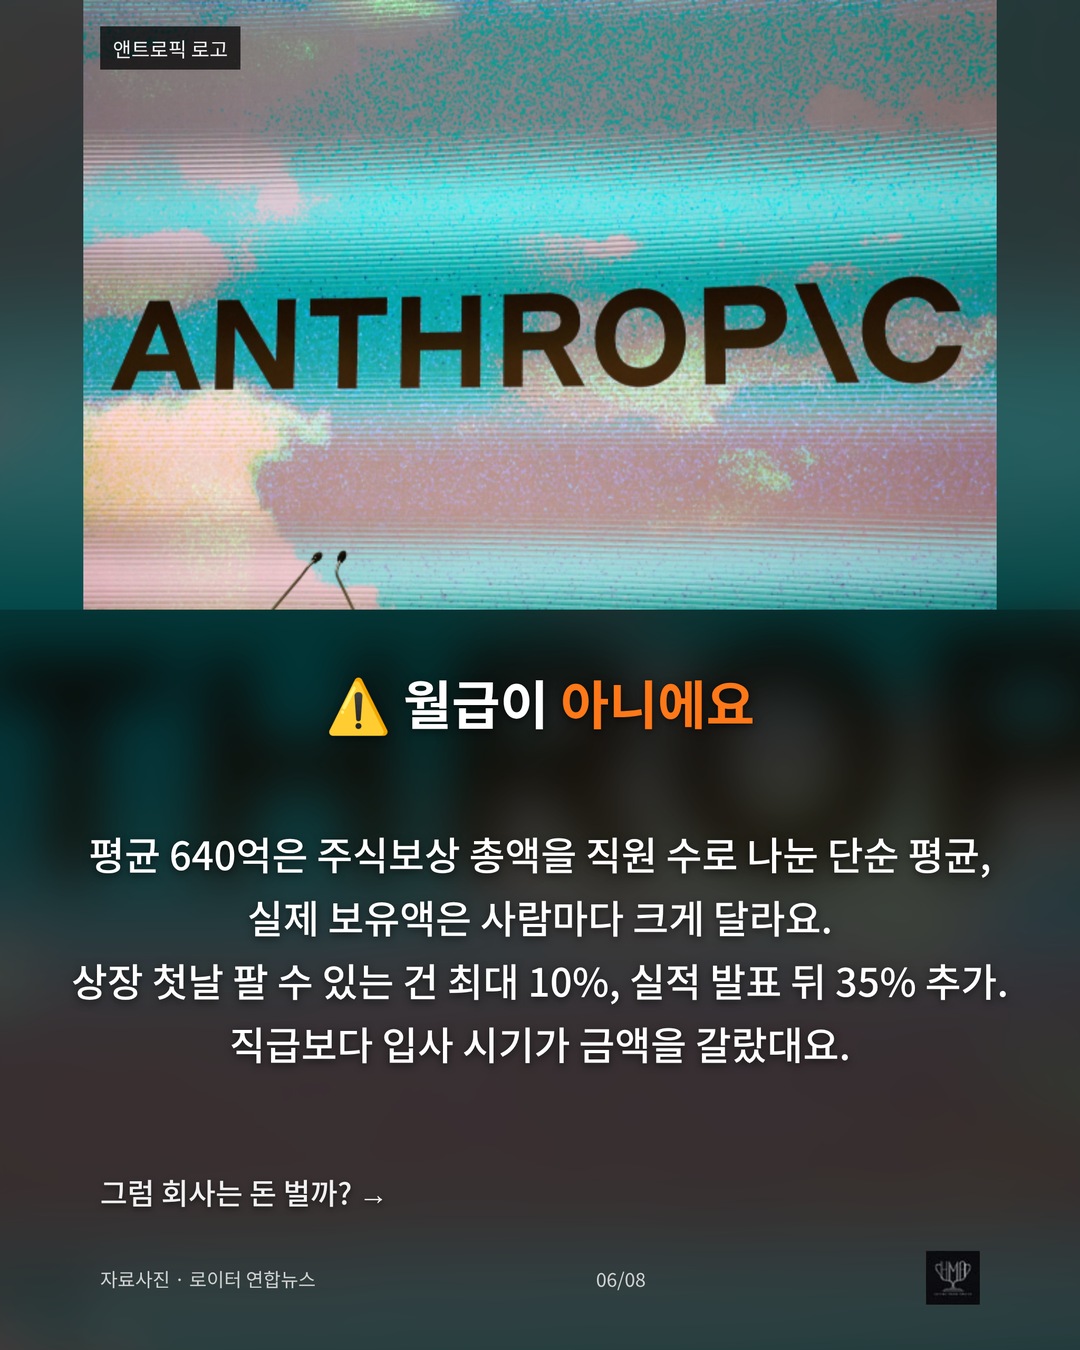 앤트로픽 로고
ANTHROP\C
⚠️ 월급이 아니에요
평균 640억은 주식보상 총액을 직원 수로 나눈 단순 평균,
실제 보유액은 사람마다 크게 달라요.
상장 첫날 팔 수 있는 건 최대 10%, 실적 발표 뒤 35% 추가.
직급보다 입사 시기가 금액을 갈랐대요.
그럼 회사는 돈 벌까? →
자료사진 · 로이터 연합뉴스
06/08